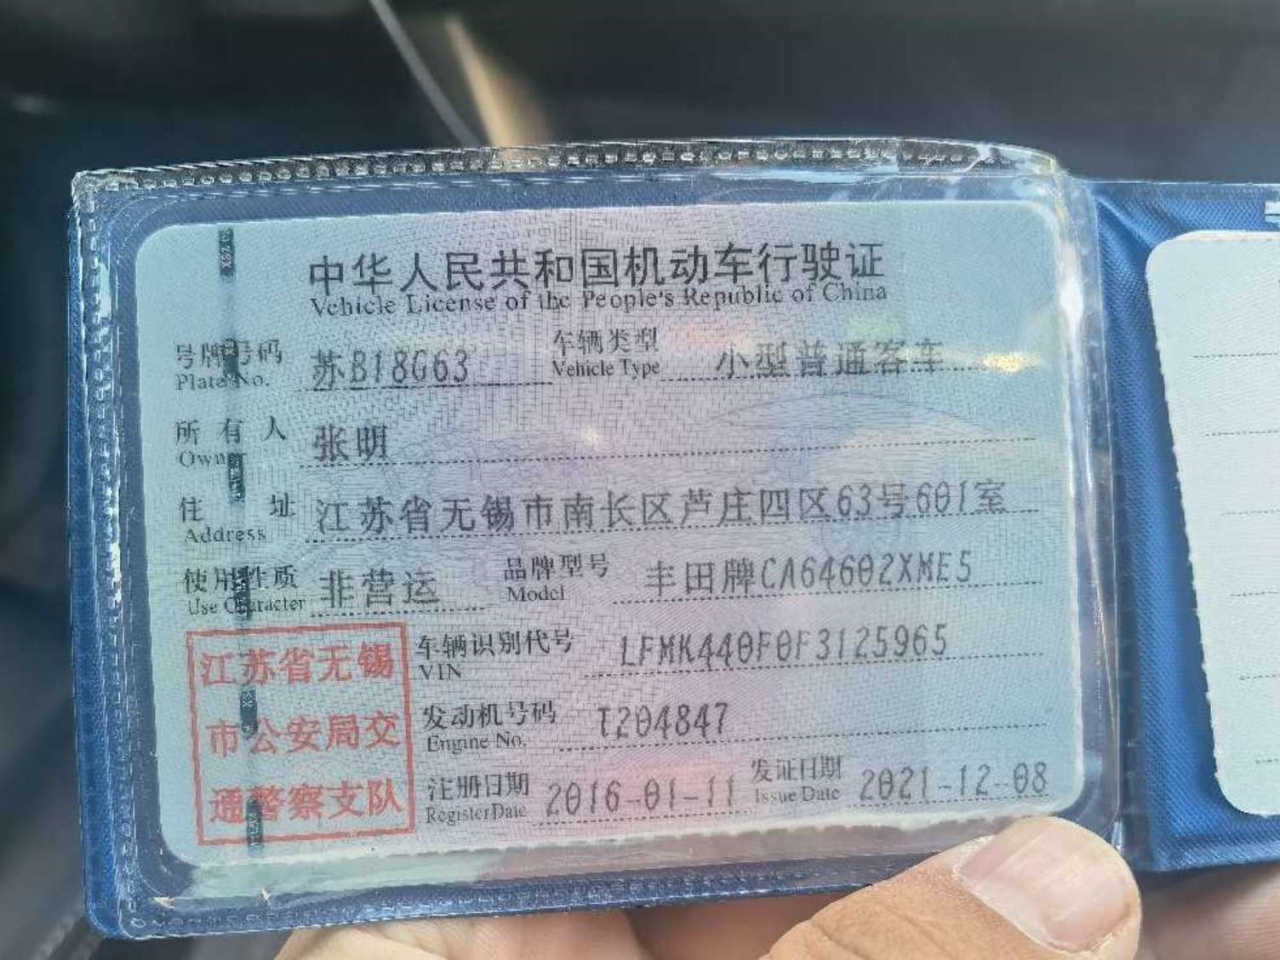 中华人民共和国机动车行驶证
Vehicle License of the People's Republic of China
号牌号码 苏B18G63 车辆类型 小型普通客车
Plate No. Vehicle Type
所有人 张明
Owner
住址 江苏省无锡市南长区芦庄四区63号601室
Address
使用性质 非营运 品牌型号 丰田牌CA64602XME5
Use Character Model
车辆识别代号 LFMK440F0F3125965
VIN
发动机号码 T204847
Engine No.
注册日期 2016-01-11 发证日期 2021-12-08
Register Date Issue Date
江苏省无锡
市公安局交
通警察支队